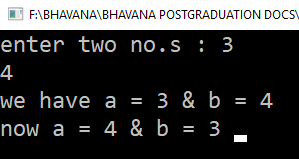 F:\BHAVANA\BHAVANA POSTGRADUATION DOCS\
enter two no.s : 3
4
we have a = 3 & b = 4
now a = 4 & b = 3